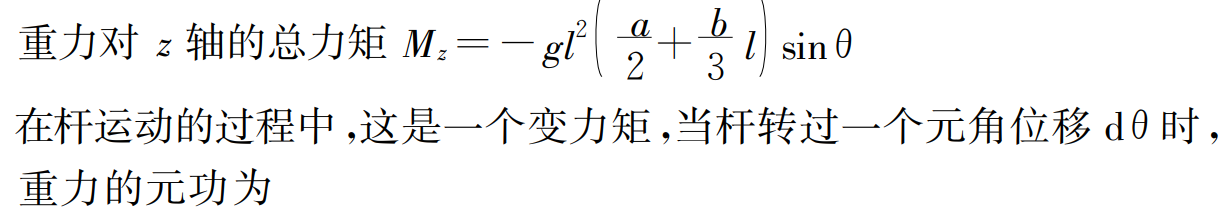 重力对 z 轴的总力矩 M_z = − gl²( a/2 + b/3 l ) sin θ
在杆运动的过程中,这是一个变力矩,当杆转过一个元角位移 dθ 时,
重力的元功为